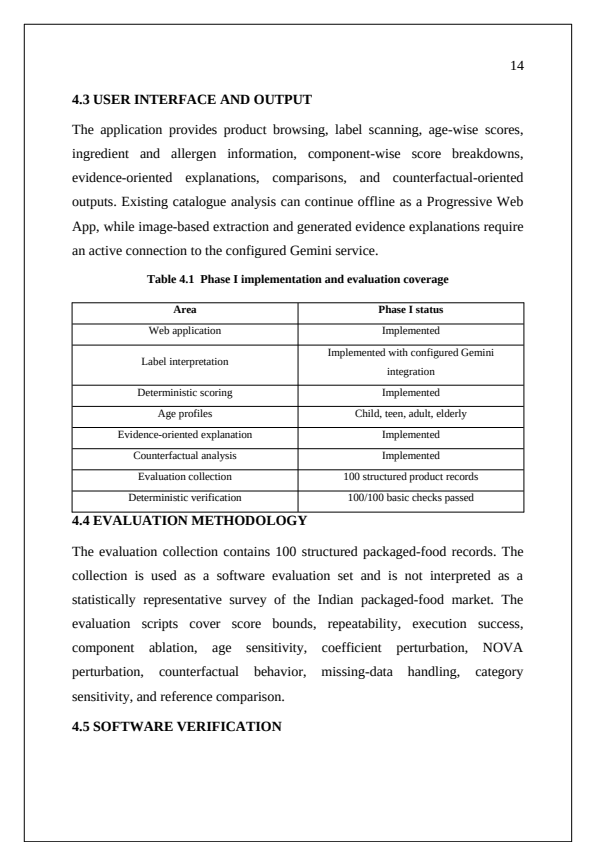 14
4.3 USER INTERFACE AND OUTPUT
The application provides product browsing, label scanning, age-wise scores,
ingredient and allergen information, component-wise score breakdowns,
evidence-oriented explanations, comparisons, and counterfactual-oriented
outputs. Existing catalogue analysis can continue offline as a Progressive Web
App, while image-based extraction and generated evidence explanations require
an active connection to the configured Gemini service.
Table 4.1 Phase I implementation and evaluation coverage
Area Phase I status
Web application Implemented
Label interpretation Implemented with configured Gemini
integration
Deterministic scoring Implemented
Age profiles Child, teen, adult, elderly
Evidence-oriented explanation Implemented
Counterfactual analysis Implemented
Evaluation collection 100 structured product records
Deterministic verification 100/100 basic checks passed
4.4 EVALUATION METHODOLOGY
The evaluation collection contains 100 structured packaged-food records. The
collection is used as a software evaluation set and is not interpreted as a
statistically representative survey of the Indian packaged-food market. The
evaluation scripts cover score bounds, repeatability, execution success,
component ablation, age sensitivity, coefficient perturbation, NOVA
perturbation, counterfactual behavior, missing-data handling, category
sensitivity, and reference comparison.
4.5 SOFTWARE VERIFICATION